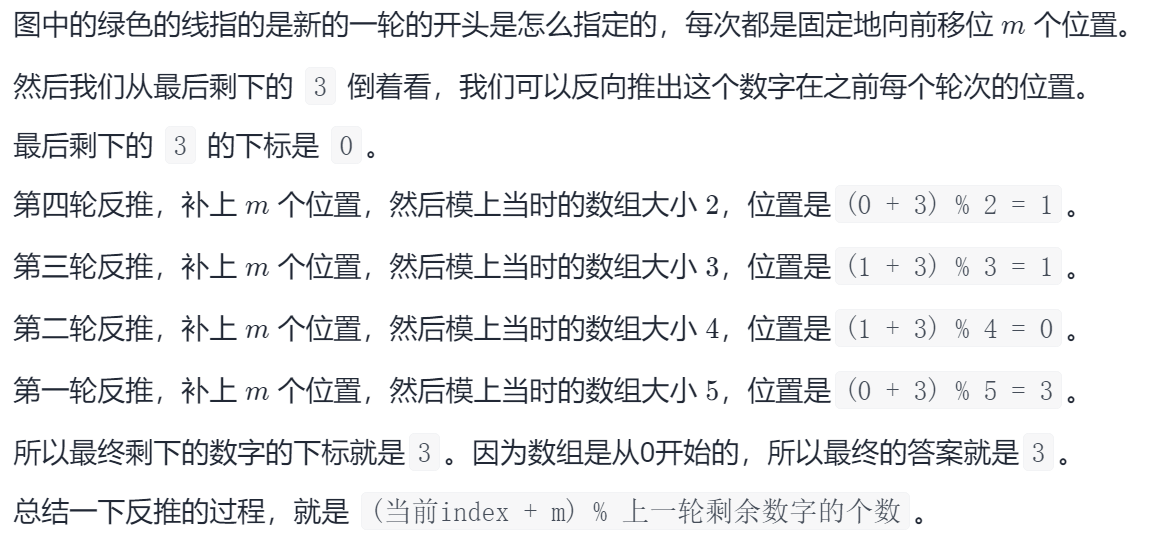 图中的绿色的线指的是新的一轮的开头是怎么指定的，每次都是固定地向前移位 m 个位置。
然后我们从最后剩下的 3 倒着看，我们可以反向推出这个数字在之前每个轮次的位置。
最后剩下的 3 的下标是 0 。
第四轮反推，补上 m 个位置，然后模上当时的数组大小 2，位置是 (0 + 3) % 2 = 1 。
第三轮反推，补上 m 个位置，然后模上当时的数组大小 3，位置是 (1 + 3) % 3 = 1 。
第二轮反推，补上 m 个位置，然后模上当时的数组大小 4，位置是 (1 + 3) % 4 = 0 。
第一轮反推，补上 m 个位置，然后模上当时的数组大小 5，位置是 (0 + 3) % 5 = 3 。
所以最终剩下的数字的下标就是 3 。因为数组是从0开始的，所以最终的答案就是 3 。
总结一下反推的过程，就是 (当前index + m) % 上一轮剩余数字的个数 。